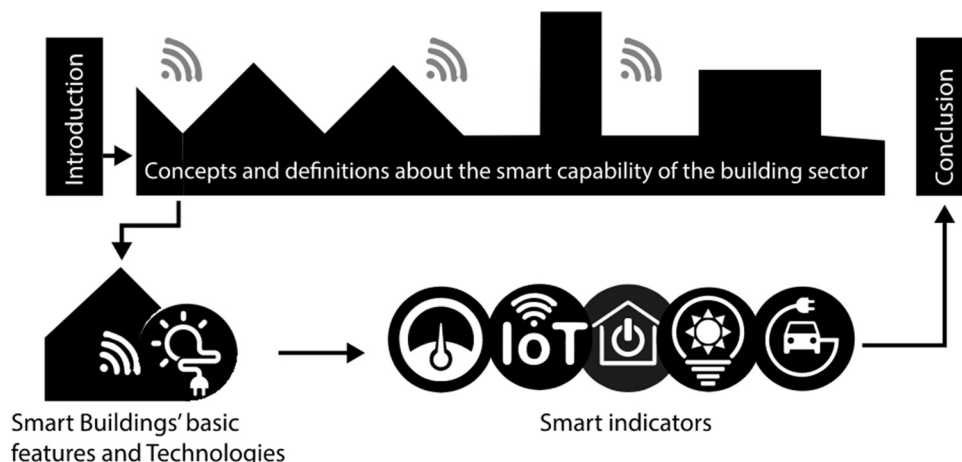 Introduction
Concepts and definitions about the smart capability of the building sector
Conclusion
Smart Buildings’ basic
features and Technologies
IoT
Smart indicators